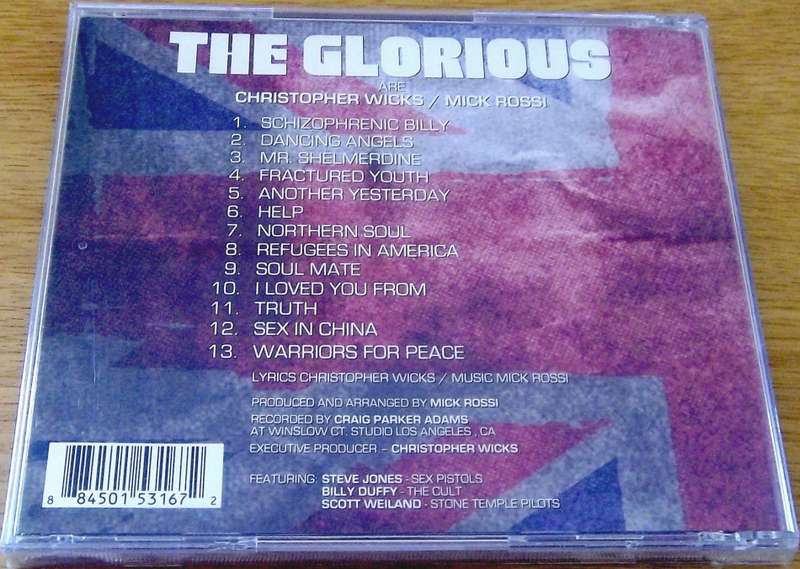 THE GLORIOUS
ARE
CHRISTOPHER WICKS / MICK ROSSI
1. SCHIZOPHRENIC BILLY
2. DANCING ANGELS
3. MR. SHELMERDINE
4. FRACTURED YOUTH
5. ANOTHER YESTERDAY
6. HELP
7. NORTHERN SOUL
8. REFUGEES IN AMERICA
9. SOUL MATE
10. I LOVED YOU FROM
11. TRUTH
12. SEX IN CHINA
13. WARRIORS FOR PEACE
LYRICS CHRISTOPHER WICKS / MUSIC MICK ROSSI
PRODUCED AND ARRANGED BY MICK ROSSI
RECORDED BY CRAIG PARKER ADAMS
AT WINSLOW CT. STUDIO LOS ANGELES , CA
EXECUTIVE PRODUCER – CHRISTOPHER WICKS
FEATURING: STEVE JONES - SEX PISTOLS
BILLY DUFFY - THE CULT
SCOTT WEILAND - STONE TEMPLE PILOTS
8 84501 53167 2